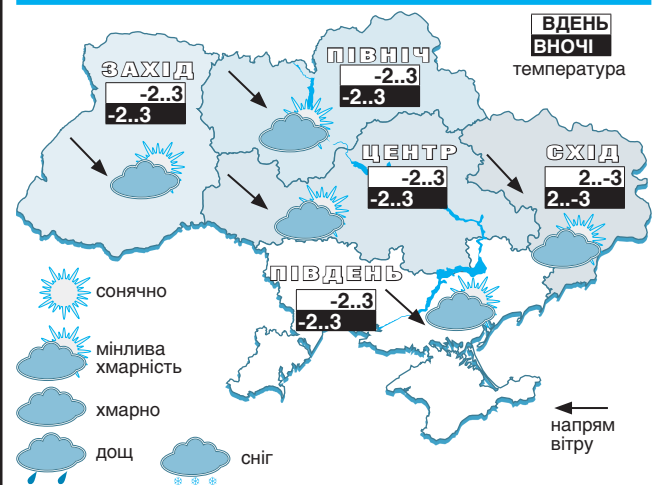 ВДЕНЬ
ВНОЧІ
температура
ЗАХІД
-2..3
-2..3
ПІВНІЧ
-2..3
-2..3
ЦЕНТР
-2..3
-2..3
СХІД
2..-3
2..-3
ПІВДЕНЬ
-2..3
-2..3
сонячно
мінлива
хмарність
хмарно
дощ
сніг
напрям
вітру